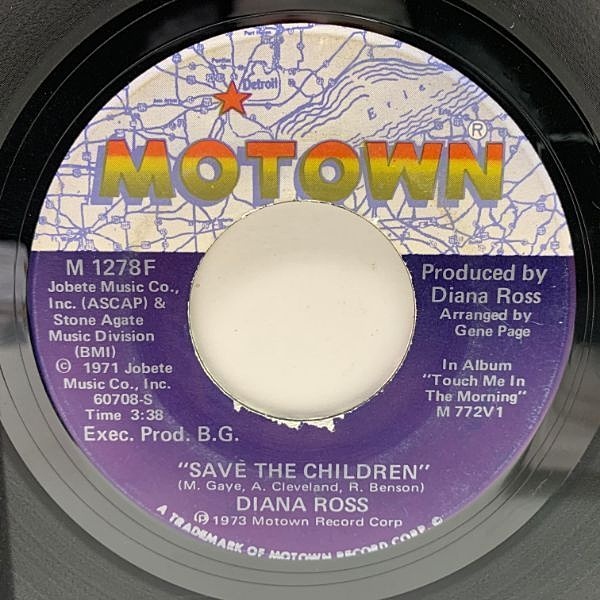 Detroit
Erie
MOTOWN®
M 1278F
Jobete Music Co.,
Inc. (ASCAP) &
Stone Agate
Music Division
(BMI)
© 1971 Jobete
Music Co., Inc.
60708-S
Time 3:38
Exec. Prod. B.G.
Produced by
Diana Ross
Arranged by
Gene Page
In Album
"Touch Me In
The Morning"
M 772V1
"SAVE THE CHILDREN"
(M. Gaye, A. Cleveland, R. Benson)
DIANA ROSS
℗1973 Motown Record Corp
A TRADEMARK OF MOTOWN RECORD CORP. ©